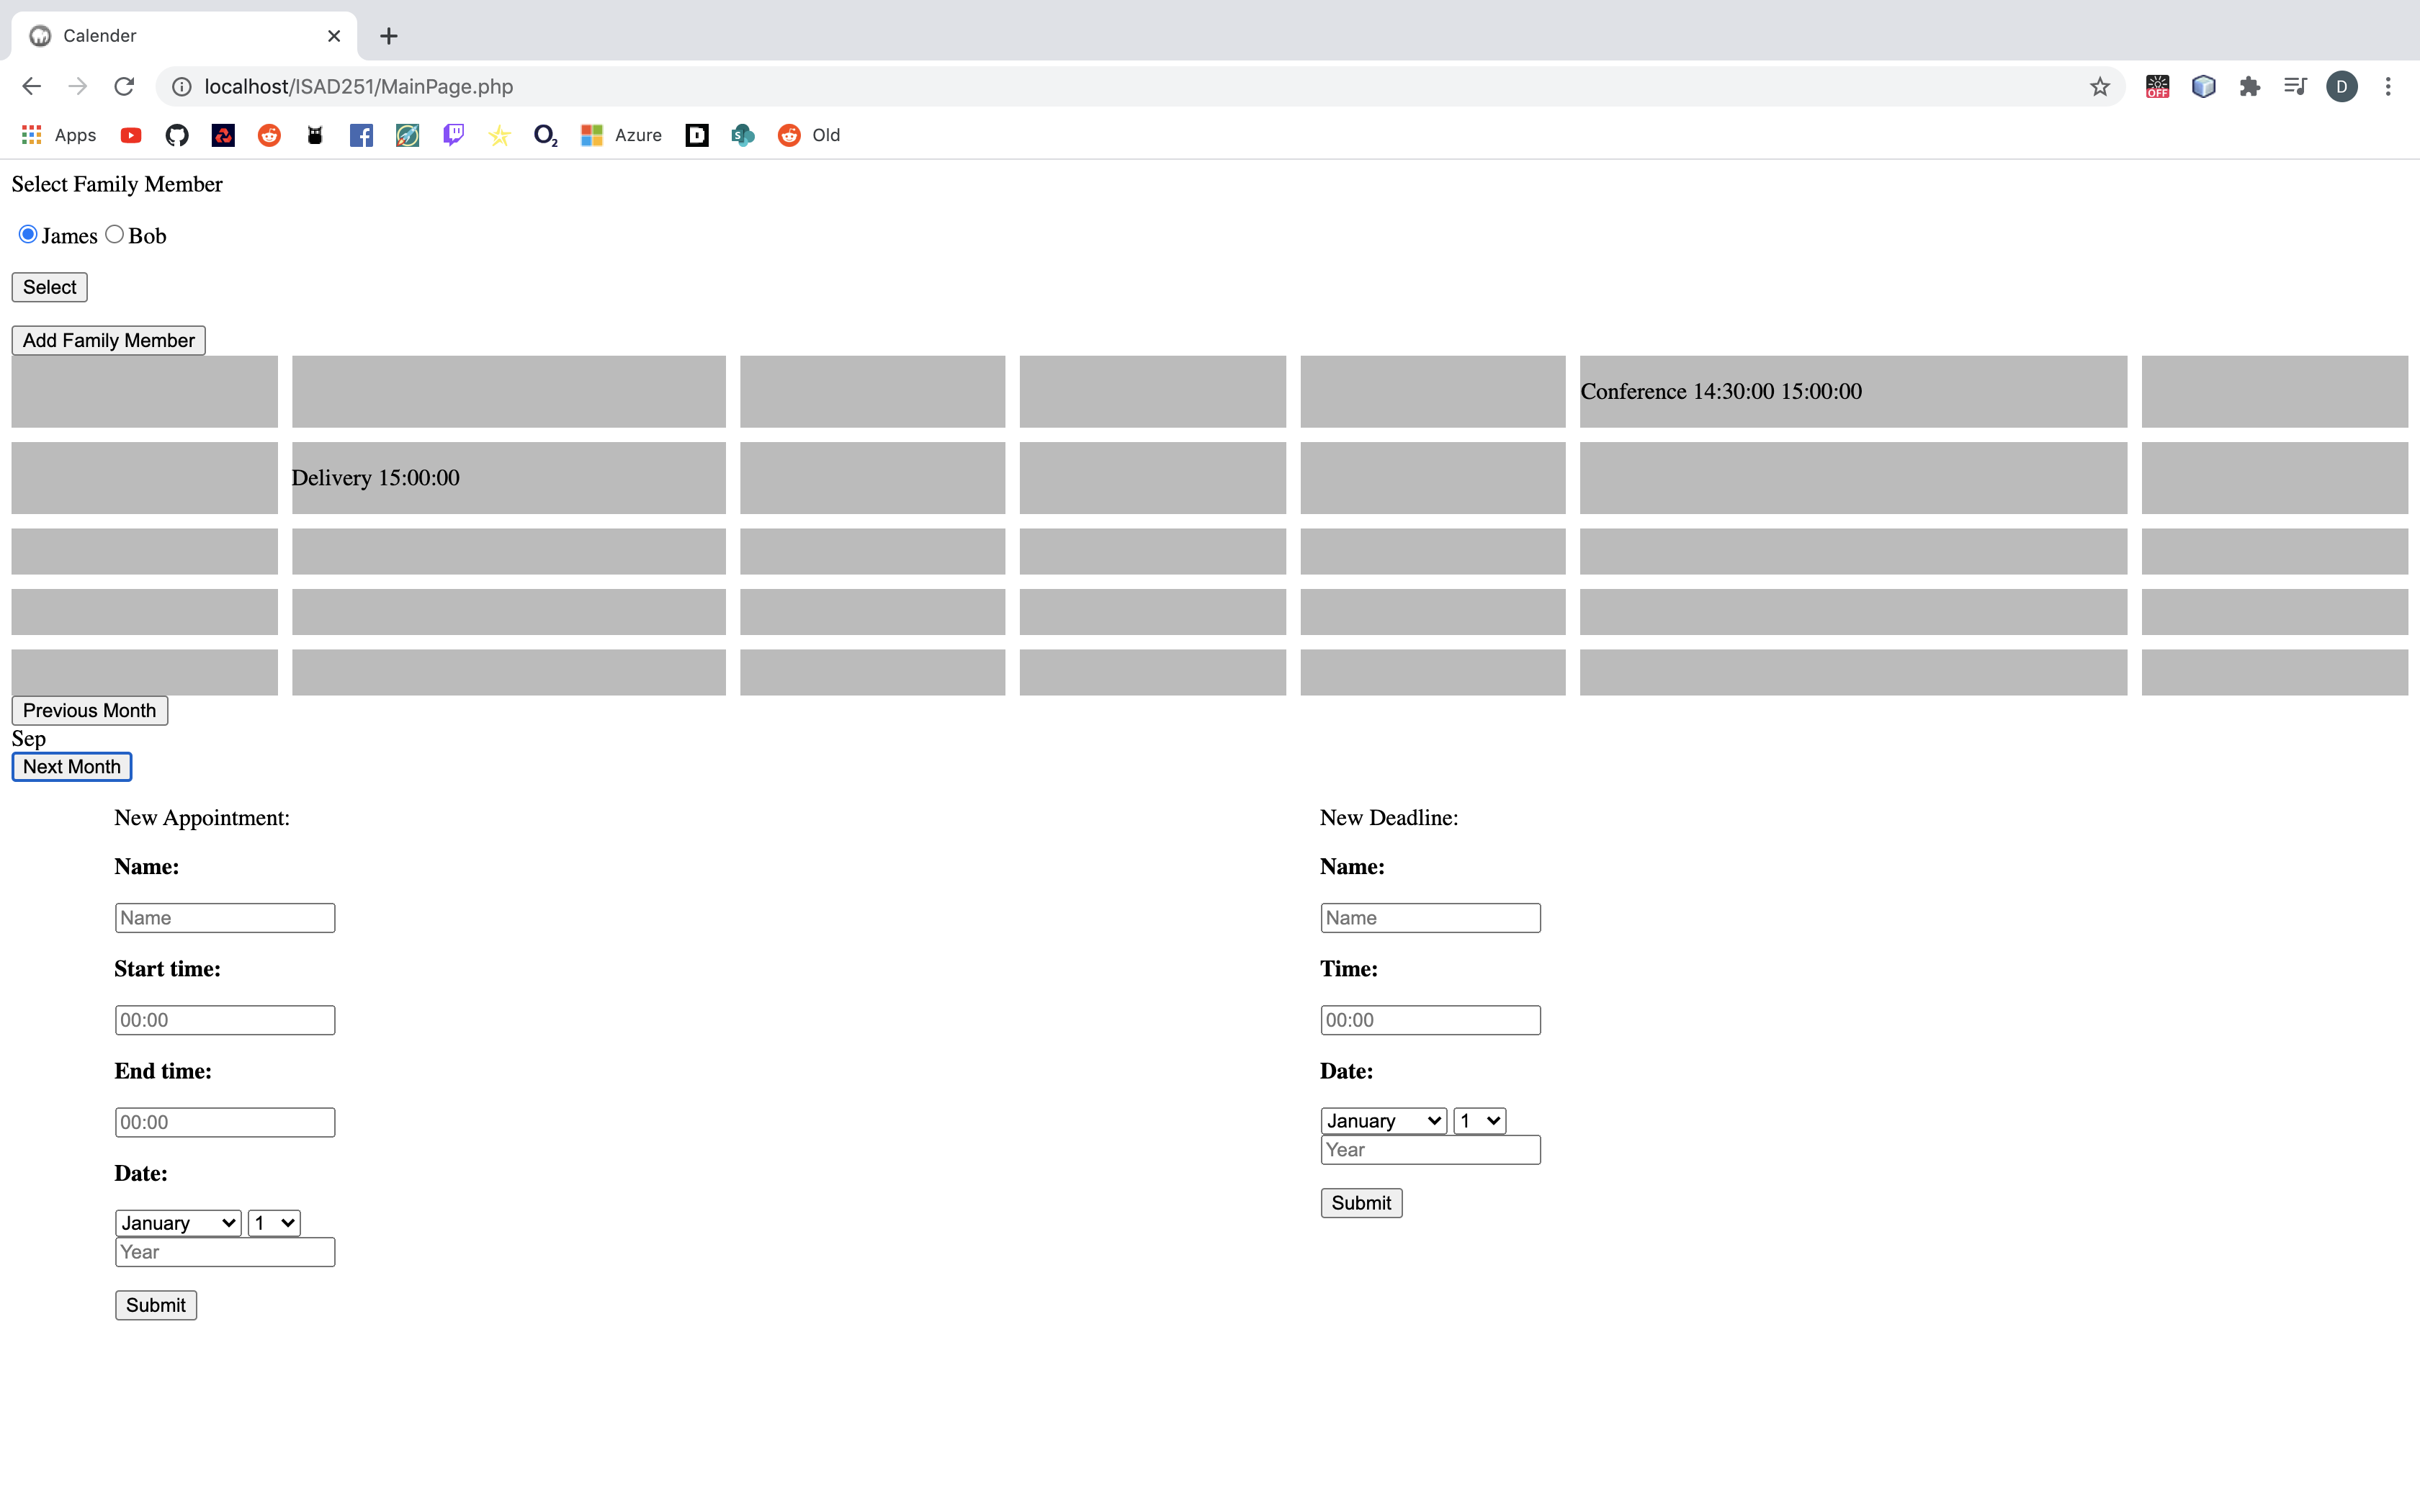 Calender
localhost/ISAD251/MainPage.php
OFF
D
Apps
O2
Azure
D
S
Old
Select Family Member
James Bob
Select
Add Family Member
Conference 14:30:00 15:00:00
Delivery 15:00:00
Previous Month
Sep
Next Month
New Appointment:
Name:
Name
Start time:
00:00
End time:
00:00
Date:
January 1
Year
Submit
New Deadline:
Name:
Name
Time:
00:00
Date:
January 1
Year
Submit